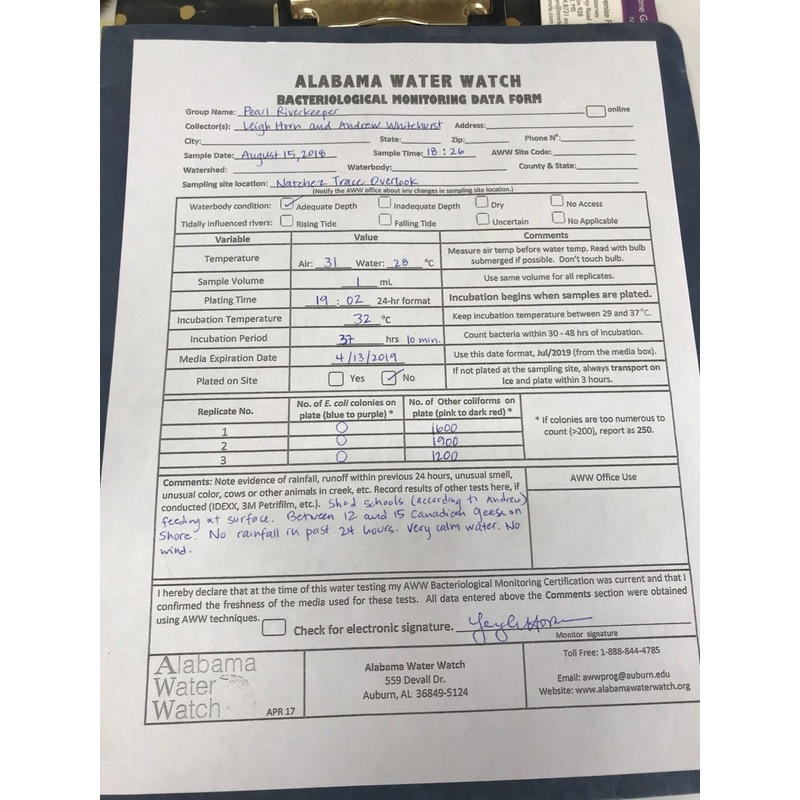 ALABAMA WATER WATCH
BACTERIOLOGICAL MONITORING DATA FORM
Group Name: Pearl Riverkeeper online
Collector(s): Leigh Horn and Andrew Whitehurst Address:
City: State: Zip: Phone Nº:
Sample Date: August 15, 2018 Sample Time: 18 : 26 AWW Site Code:
Watershed: Waterbody: County & State:
Sampling site location: Natchez Trace Overlook
(Notify the AWW office about any changes in sampling site location.)
Waterbody condition: Adequate Depth Inadequate Depth Dry No Access
Tidally influenced rivers: Rising Tide Falling Tide Uncertain No Applicable
Variable Value Comments
Temperature Air: 31 Water: 28 °C Measure air temp before water temp. Read with bulb
submerged if possible. Don't touch bulb.
Sample Volume 1 mL Use same volume for all replicates.
Plating Time 19 : 02 24-hr format Incubation begins when samples are plated.
Incubation Temperature 32 °C Keep incubation temperature between 29 and 37°C.
Incubation Period 37 hrs 10 min. Count bacteria within 30 - 48 hrs of incubation.
Media Expiration Date 4/13/2019 Use this date format, Jul/2019 (from the media box).
Plated on Site Yes No If not plated at the sampling site, always transport on
ice and plate within 3 hours.
Replicate No. No. of E. coli colonies on
plate (blue to purple) * No. of Other coliforms on
plate (pink to dark red) * * If colonies are too numerous to
count (>200), report as 250.
1 0 1600
2 0 1900
3 0 1200
Comments: Note evidence of rainfall, runoff within previous 24 hours, unusual smell,
unusual color, cows or other animals in creek, etc. Record results of other tests here, if
conducted (IDEXX, 3M Petrifilm, etc.). Shad schools (according to Andrew)
feeding at surface. Between 12 and 15 Canadian geese on
Shore. No rainfall in past 24 hours. Very calm water. No
wind.
AWW Office Use
I hereby declare that at the time of this water testing my AWW Bacteriological Monitoring Certification was current and that I
confirmed the freshness of the media used for these tests. All data entered above the Comments section were obtained
using AWW techniques. Check for electronic signature.
Monitor signature
Alabama
Water
Watch
APR 17
Alabama Water Watch
559 Devall Dr.
Auburn, AL 36849-5124
Toll Free: 1-888-844-4785
Email: awwprog@auburn.edu
Website: www.alabamawaterwatch.org